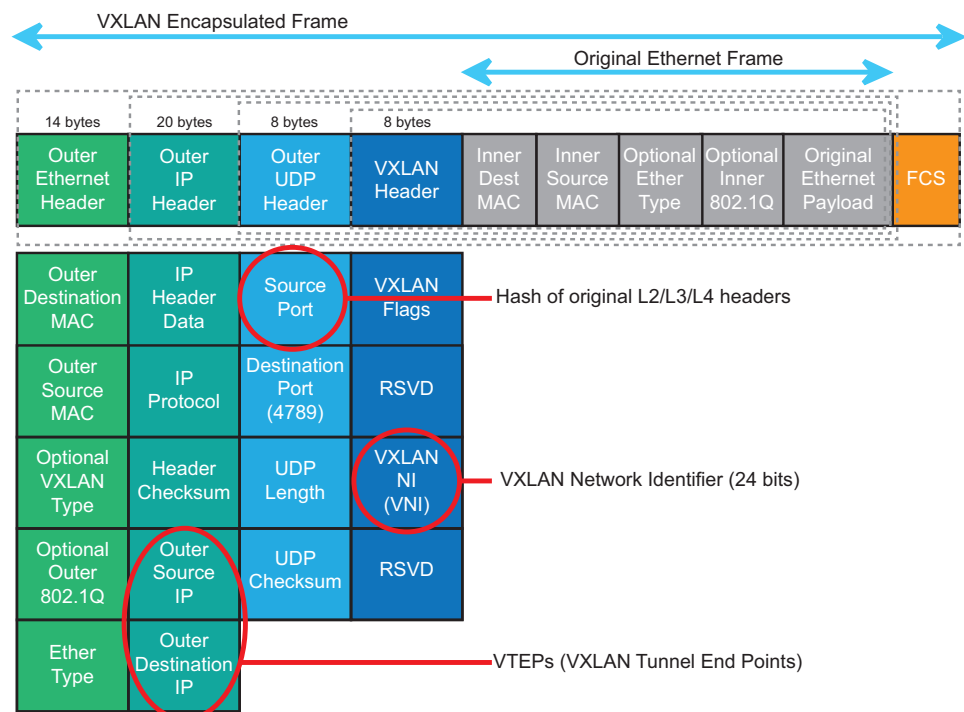 VXLAN Encapsulated Frame
Original Ethernet Frame
14 bytes
20 bytes
8 bytes
8 bytes
Outer
Ethernet
Header
Outer
IP
Header
Outer
UDP
Header
VXLAN
Header
Inner
Dest
MAC
Inner
Source
MAC
Optional
Ether
Type
Optional
Inner
802.1Q
Original
Ethernet
Payload
FCS
Outer
Destination
MAC
IP
Header
Data
Source
Port
VXLAN
Flags
Hash of original L2/L3/L4 headers
Outer
Source
MAC
IP
Protocol
Destination
Port
(4789)
RSVD
Optional
VXLAN
Type
Header
Checksum
UDP
Length
VXLAN
NI
(VNI)
VXLAN Network Identifier (24 bits)
Optional
Outer
802.1Q
Outer
Source
IP
UDP
Checksum
RSVD
Ether
Type
Outer
Destination
IP
VTEPs (VXLAN Tunnel End Points)